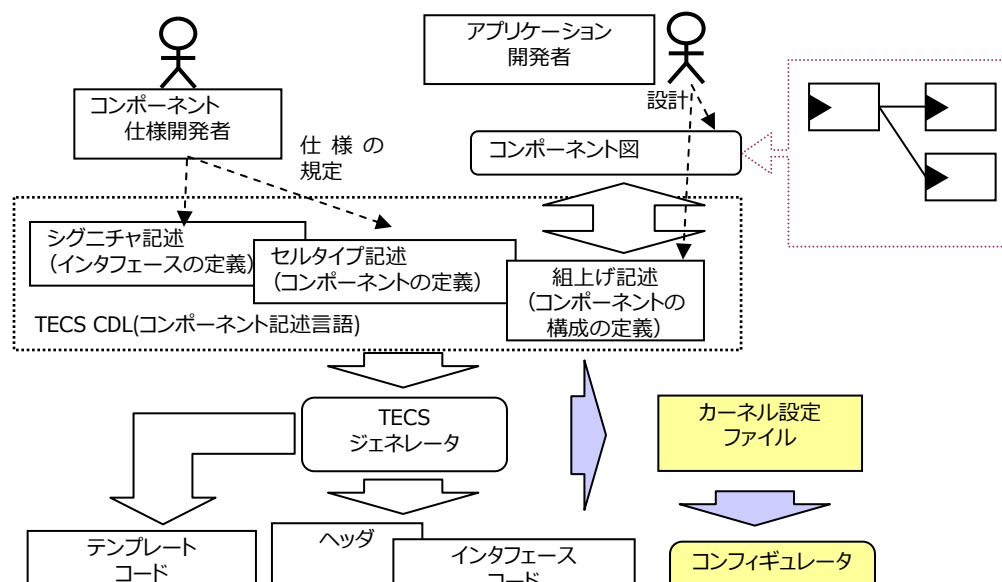 アプリケーション
開発者
コンポーネント
仕様開発者
設計
仕様の
規定
コンポーネント図
シグニチャ記述
(インタフェースの定義)
セルタイプ記述
(コンポーネントの定義)
組上げ記述
(コンポーネントの
構成の定義)
TECS CDL(コンポーネント記述言語)
TECS
ジェネレータ
カーネル設定
ファイル
テンプレート
コード
ヘッダ
インタフェース
コード
コンフィギュレータ